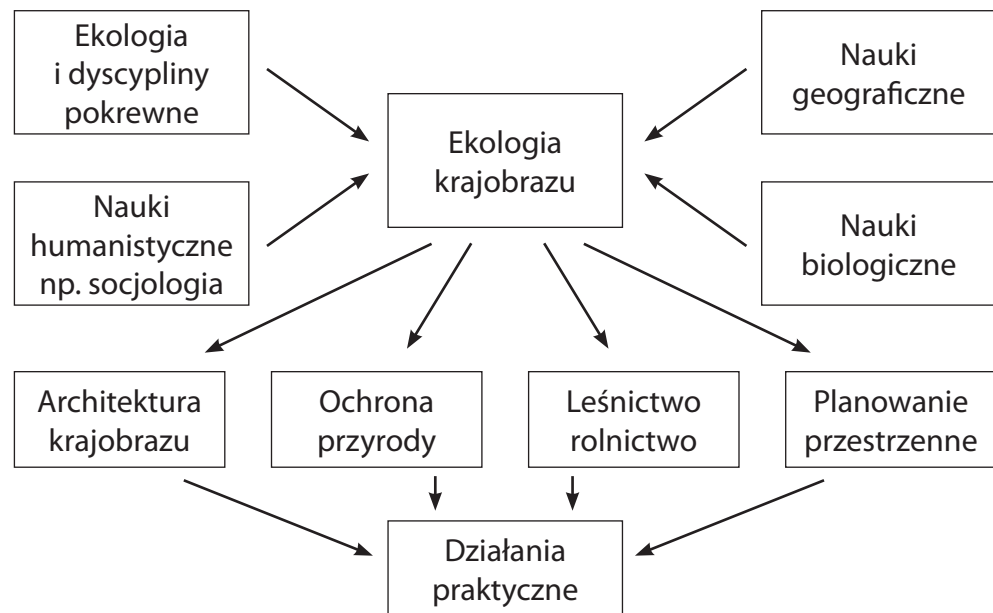 Ekologia
i dyscypliny
pokrewne
Nauki
geograficzne
Ekologia
krajobrazu
Nauki
humanistyczne
np. socjologia
Nauki
biologiczne
Architektura
krajobrazu
Ochrona
przyrody
Leśnictwo
rolnictwo
Planowanie
przestrzenne
Działania
praktyczne